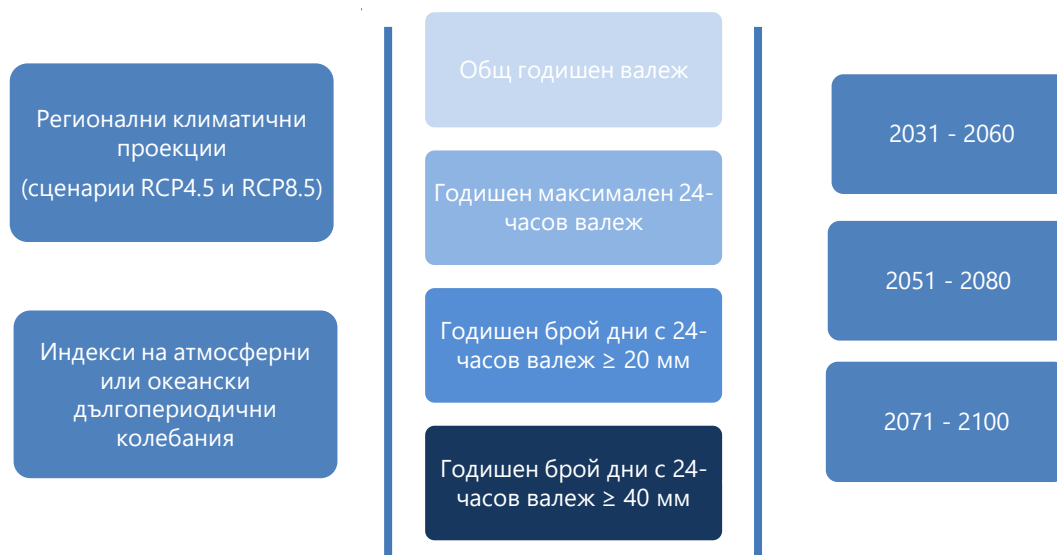 Регионални климатични
проекции
(сценарии RCP4.5 и RCP8.5)
Индекси на атмосферни
или океански
дългопериодични
колебания
Общ годишен валеж
Годишен максимален 24-
часов валеж
Годишен брой дни с 24-
часов валеж ≥ 20 мм
Годишен брой дни с 24-
часов валеж ≥ 40 мм
2031 - 2060
2051 - 2080
2071 - 2100